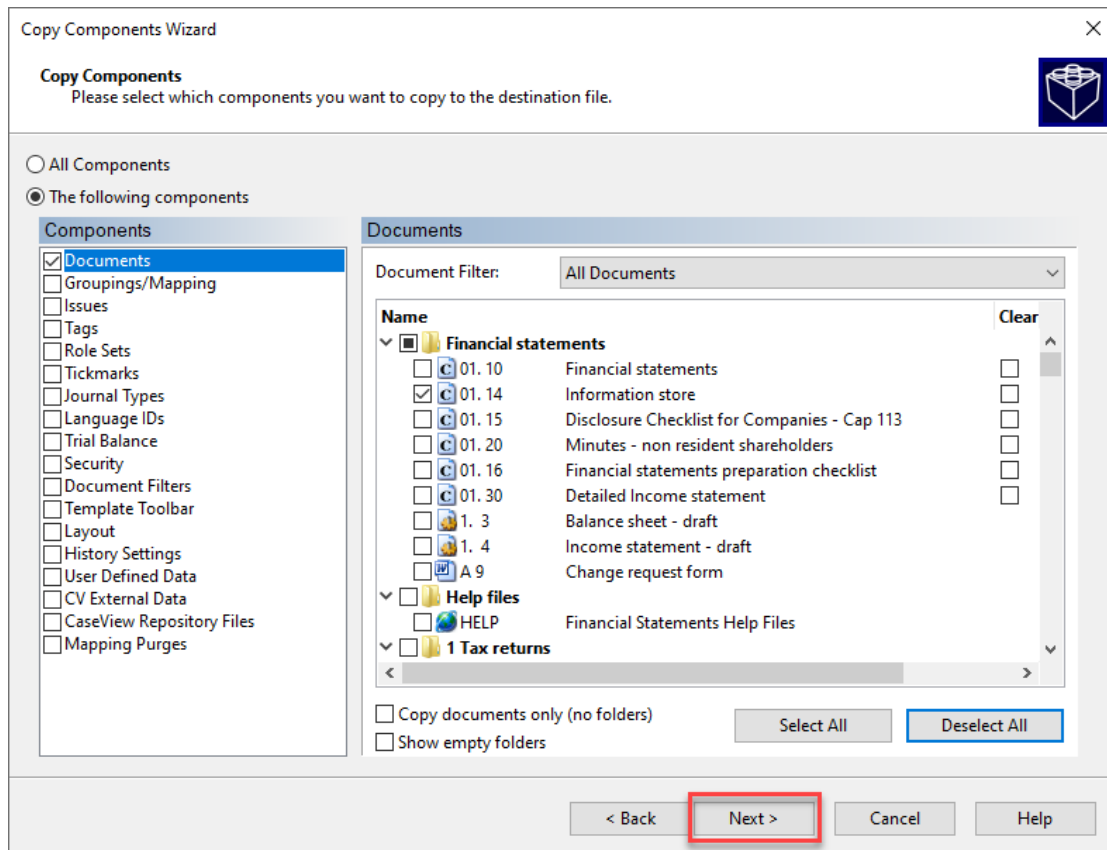 Copy Components Wizard
Copy Components
Please select which components you want to copy to the destination file.
All Components
The following components
Components
Documents
Groupings/Mapping
Issues
Tags
Role Sets
Tickmarks
Journal Types
Language IDs
Trial Balance
Security
Document Filters
Template Toolbar
Layout
History Settings
User Defined Data
CV External Data
CaseView Repository Files
Mapping Purges
Documents
Document Filter: All Documents
Name Clear
Financial statements
01. 10 Financial statements
01. 14 Information store
01. 15 Disclosure Checklist for Companies - Cap 113
01. 20 Minutes - non resident shareholders
01. 16 Financial statements preparation checklist
01. 30 Detailed Income statement
1. 3 Balance sheet - draft
1. 4 Income statement - draft
A 9 Change request form
Help files
HELP Financial Statements Help Files
1 Tax returns
Copy documents only (no folders)
Show empty folders
Select All Deselect All
< Back Next > Cancel Help